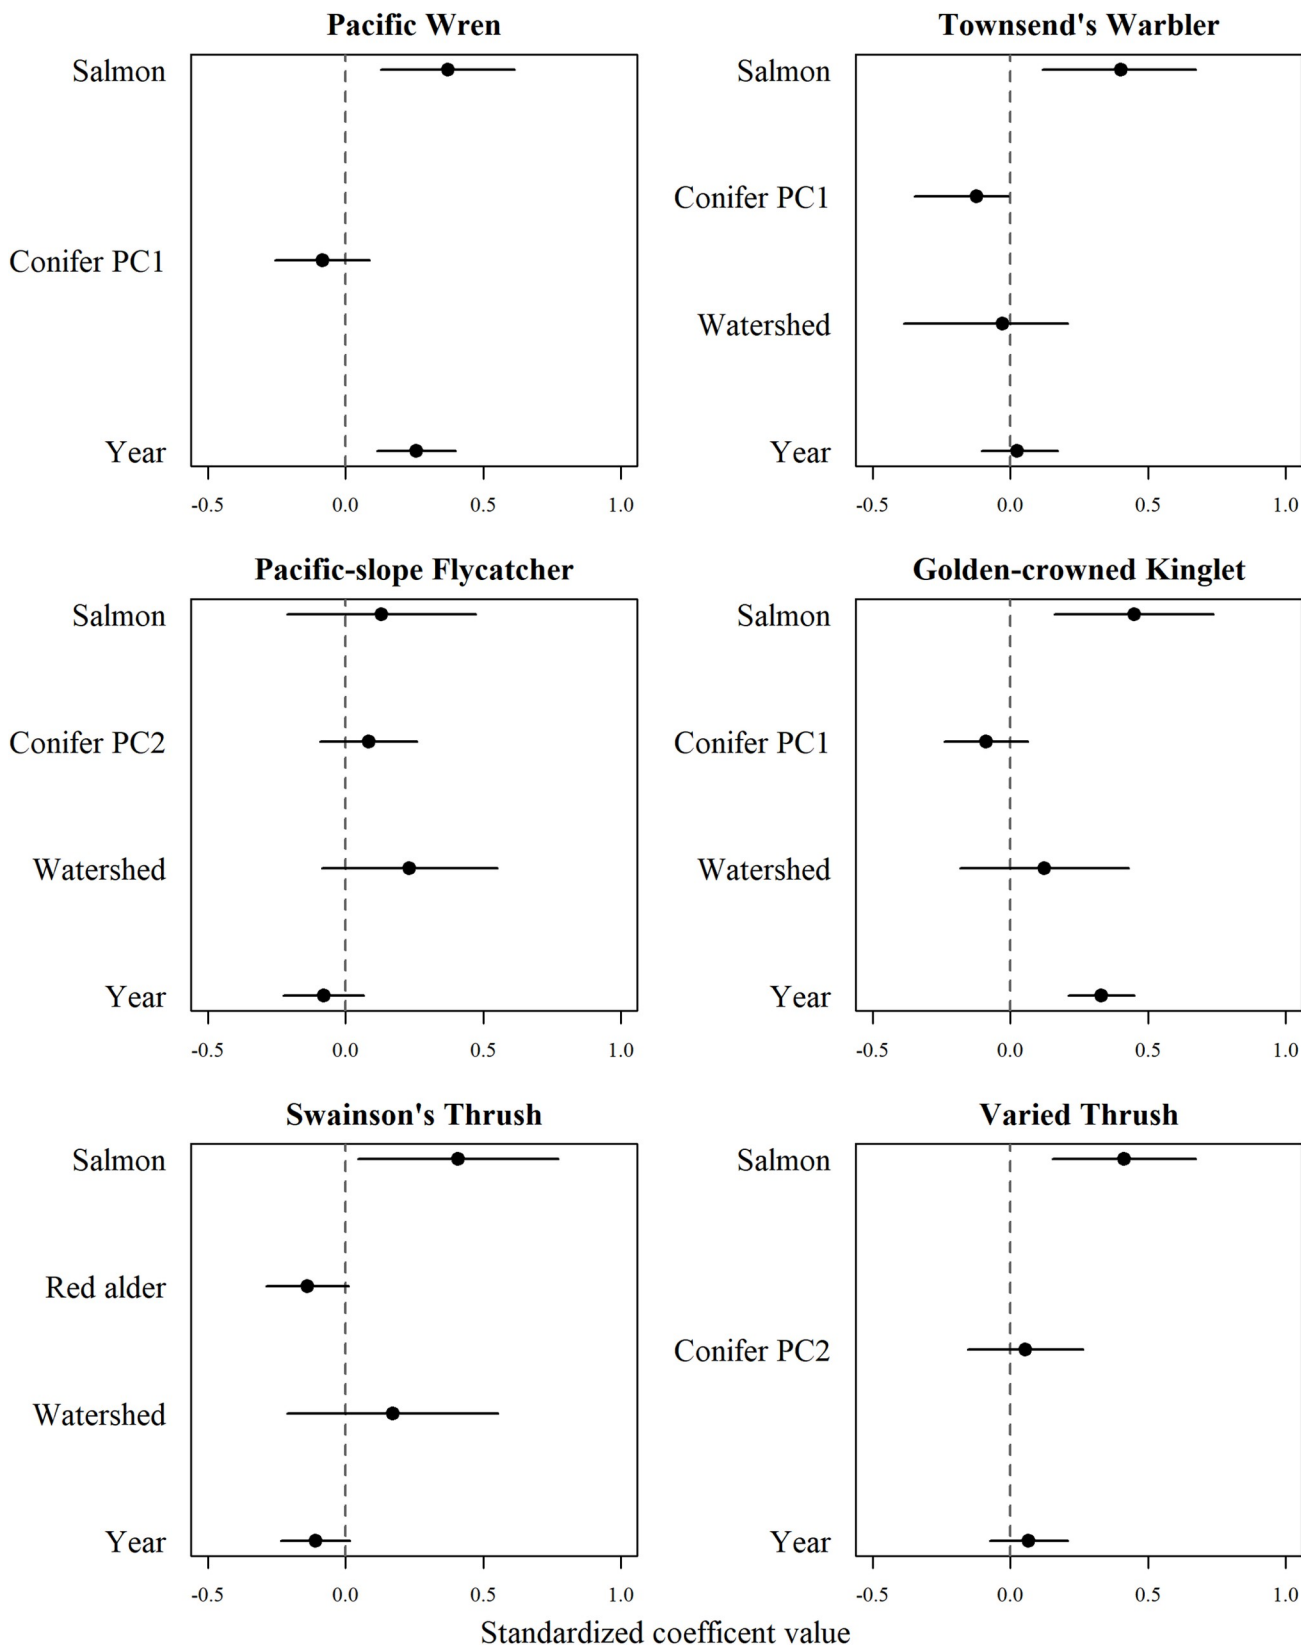 Pacific Wren
Salmon
Conifer PC1
Year
-0.5 0.0 0.5 1.0
Townsend's Warbler
Salmon
Conifer PC1
Watershed
Year
-0.5 0.0 0.5 1.0
Pacific-slope Flycatcher
Salmon
Conifer PC2
Watershed
Year
-0.5 0.0 0.5 1.0
Golden-crowned Kinglet
Salmon
Conifer PC1
Watershed
Year
-0.5 0.0 0.5 1.0
Swainson's Thrush
Salmon
Red alder
Watershed
Year
-0.5 0.0 0.5 1.0
Varied Thrush
Salmon
Conifer PC2
Year
-0.5 0.0 0.5 1.0
Standardized coefficent value